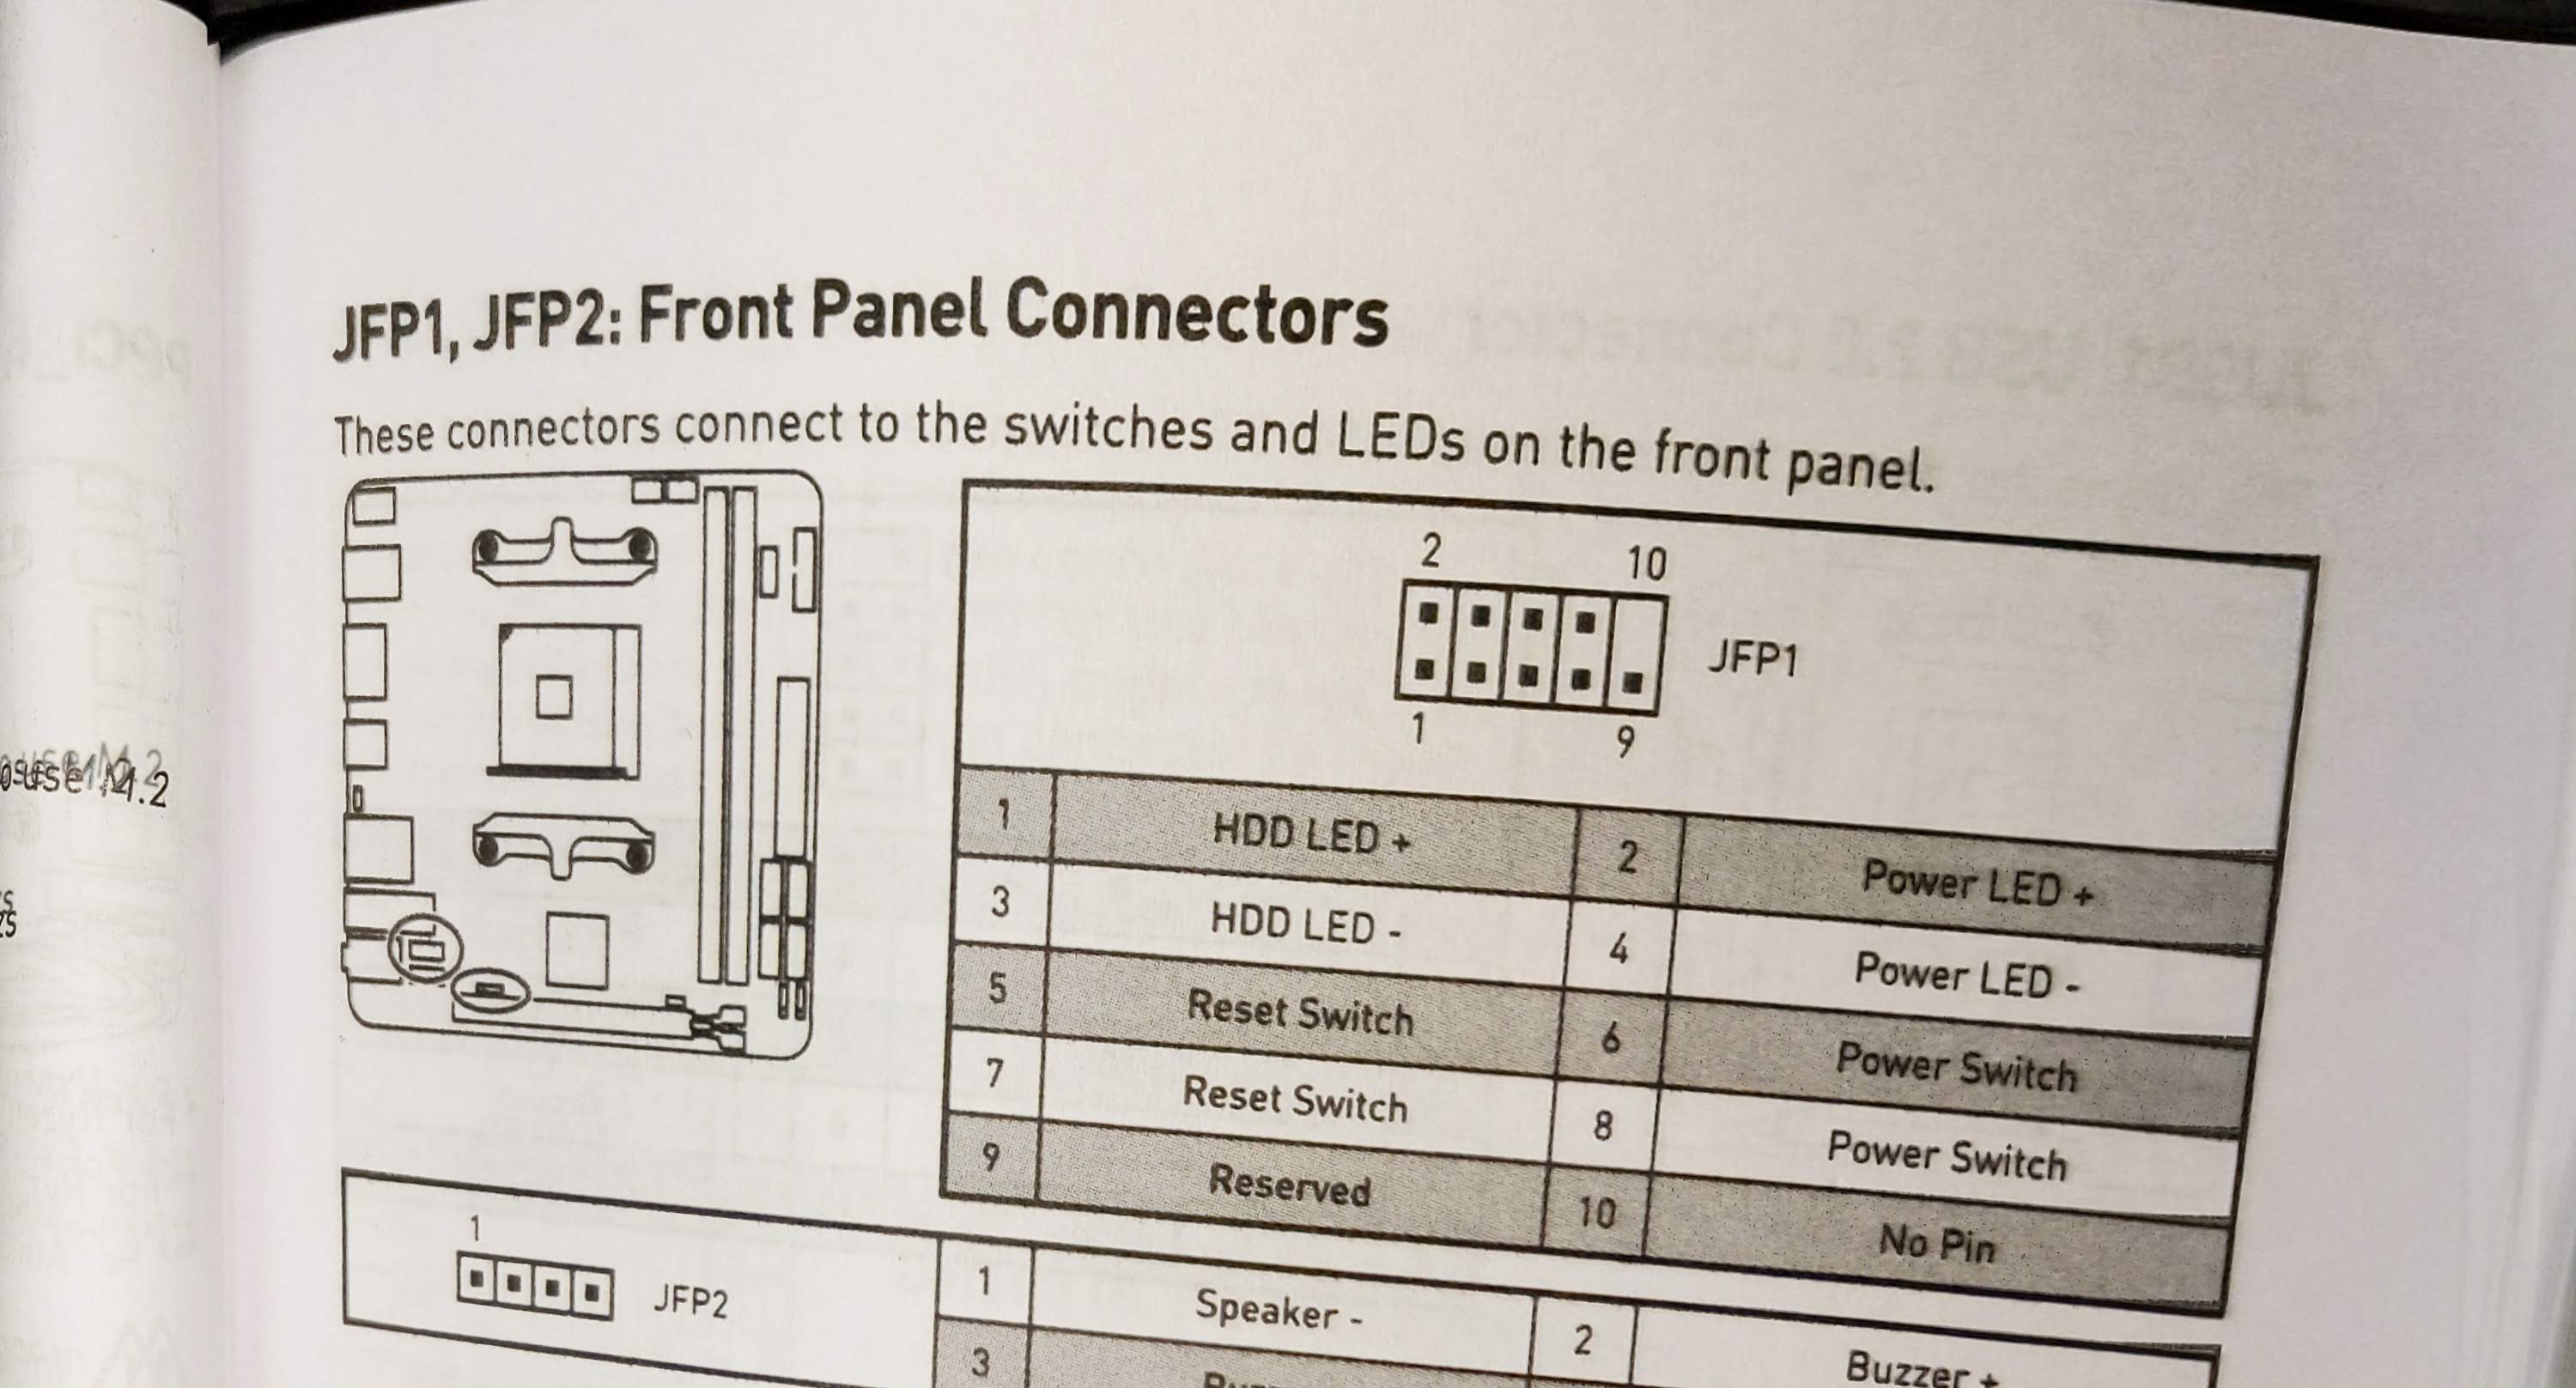 JFP1, JFP2: Front Panel Connectors
These connectors connect to the switches and LEDs on the front panel.
2 10
JFP1
1 9
1 HDD LED + 2 Power LED +
3 HDD LED - 4 Power LED -
5 Reset Switch 6 Power Switch
7 Reset Switch 8 Power Switch
9 Reserved 10 No Pin
1
JFP2
1 Speaker - 2 Buzzer +
3
use M.2